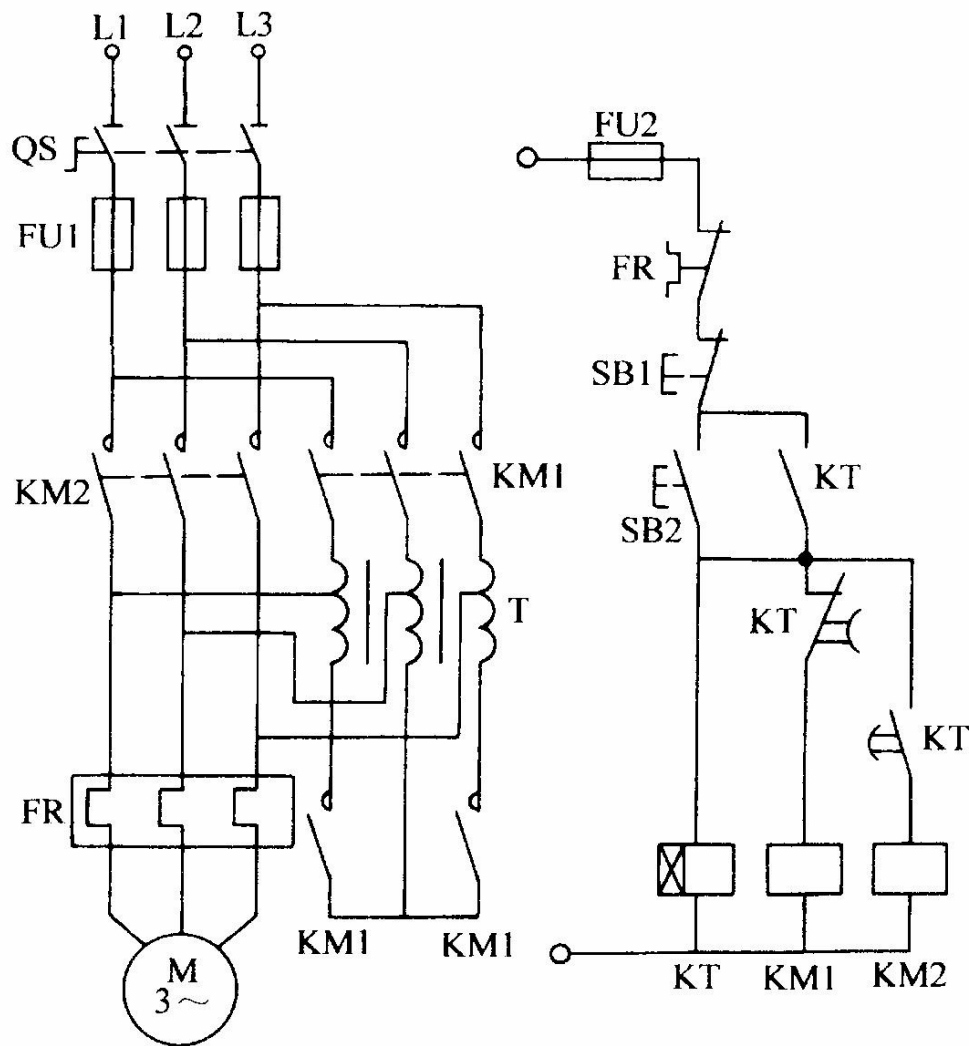 L1 L2 L3
QS
FU1
KM2
KM1
T
FR
KM1 KM1
M
3～
FU2
FR
SB1
SB2
KT
KT
KT
KT KM1 KM2